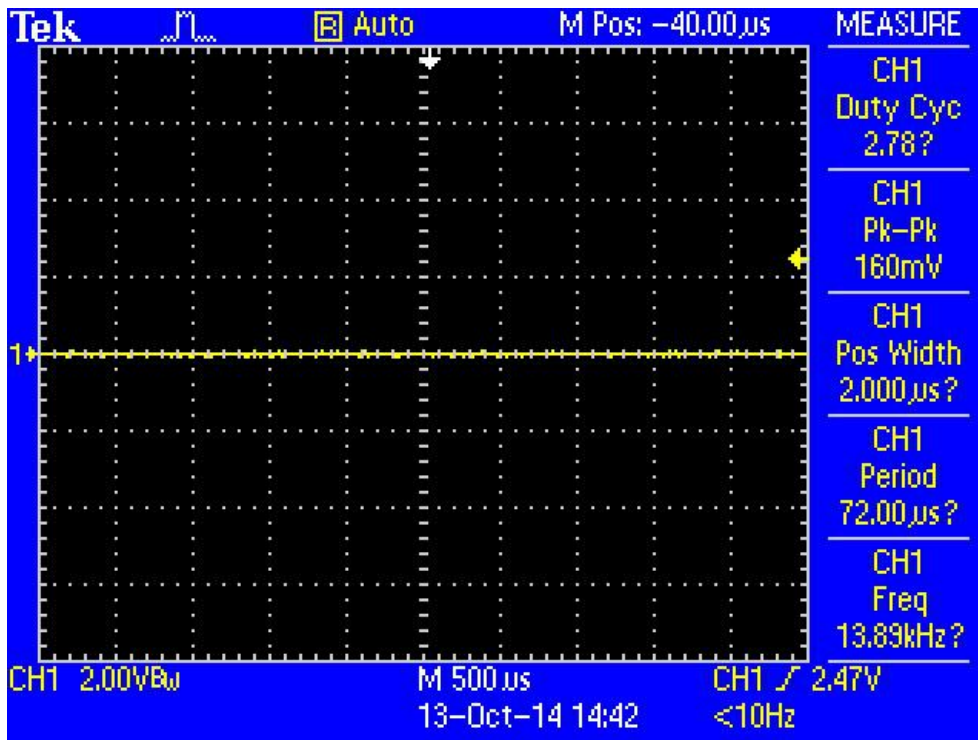 Tek R Auto M Pos: -40.00µs MEASURE
CH1
Duty Cyc
2.78?
CH1
Pk-Pk
160mV
CH1
Pos Width
2.000µs?
CH1
Period
72.00µs?
CH1
Freq
13.89kHz?
1
CH1 2.00VBw M 500µs CH1 2.47V
13-Oct-14 14:42 <10Hz